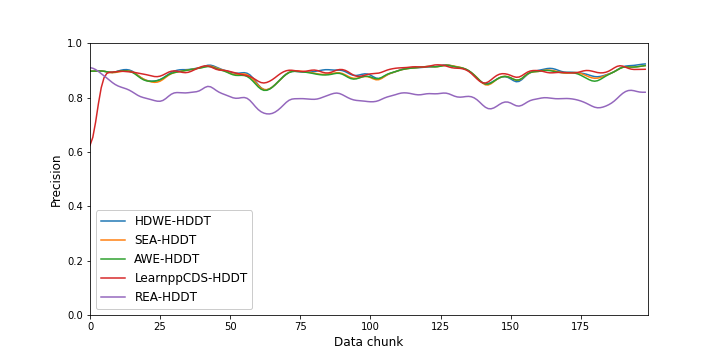 1.0
0.8
0.6
0.4
0.2
0.0
Precision
HDWE-HDDT
SEA-HDDT
AWE-HDDT
LearnppCDS-HDDT
REA-HDDT
0 25 50 75 100 125 150 175
Data chunk